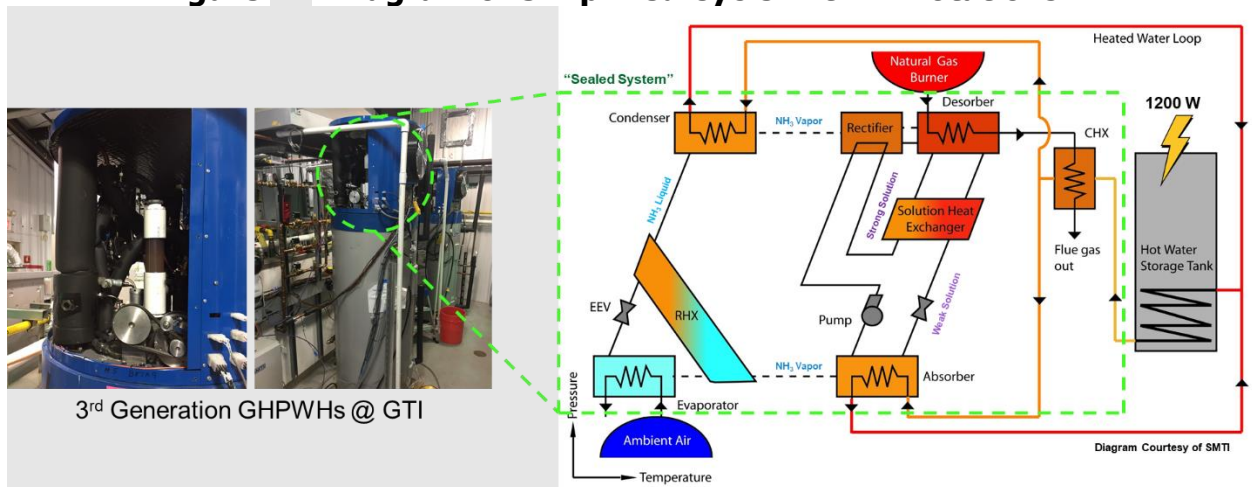 "Sealed System"
Natural Gas
Burner
Heated Water Loop
Condenser
NH₃ Vapor
Rectifier
Desorber
CHX
1200 W
NH₃ Liquid
Strong Solution
Solution Heat
Exchanger
Flue gas
out
Hot Water
Storage Tank
EEV
RHX
Pump
Weak Solution
NH₃ Vapor
Absorber
Evaporator
Pressure
Ambient Air
Temperature
Diagram Courtesy of SMTI
3rd Generation GHPWHs @ GTI